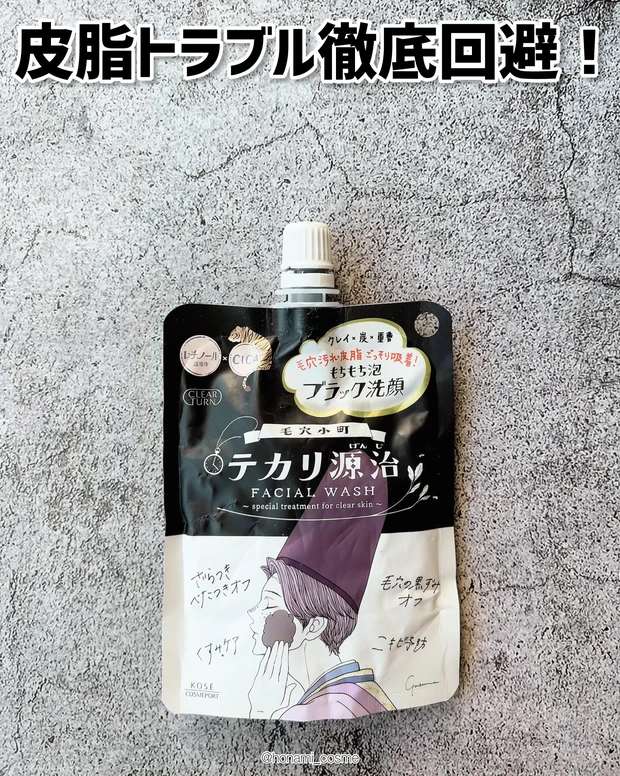 皮脂トラブル徹底回避！
レチノール
誘導体
×
CICA
クレイ×炭×重曹
毛穴汚れ皮脂ごっそり吸着!
もちもち泡
ブラック洗顔
CLEAR
TURN
毛穴小町
げんじ
テカリ源治
FACIAL WASH
～special treatment for clear skin～
ざらつき
べたつきオフ
毛穴の黒ずみ
オフ
くすみケア
ニキビ予防
KOSÉ
COSMEPORT
@honami_cosme